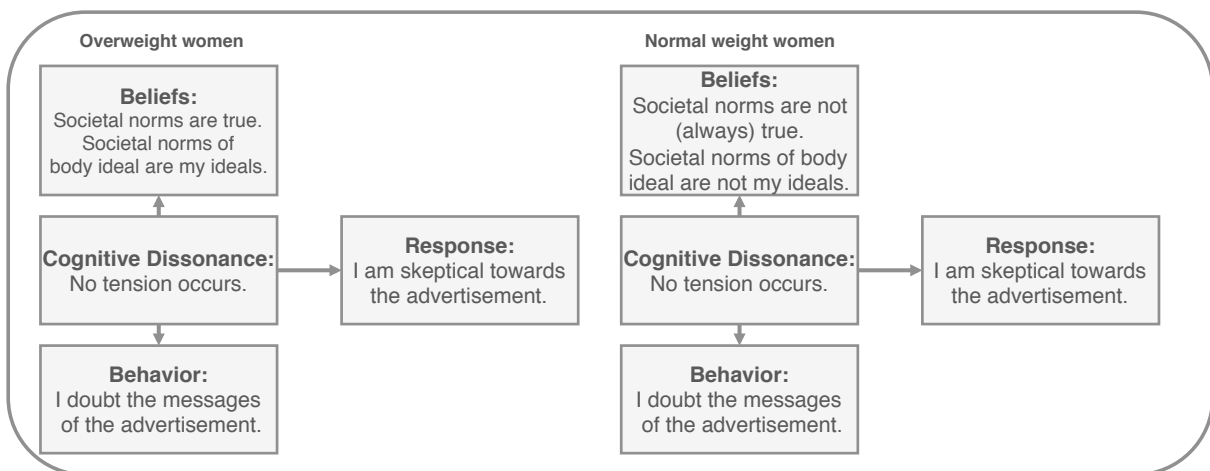 Overweight women
Beliefs:
Societal norms are true.
Societal norms of
body ideal are my ideals.
Cognitive Dissonance:
No tension occurs.
Response:
I am skeptical towards
the advertisement.
Behavior:
I doubt the messages
of the advertisement.
Normal weight women
Beliefs:
Societal norms are not
(always) true.
Societal norms of body
ideal are not my ideals.
Cognitive Dissonance:
No tension occurs.
Response:
I am skeptical towards
the advertisement.
Behavior:
I doubt the messages
of the advertisement.